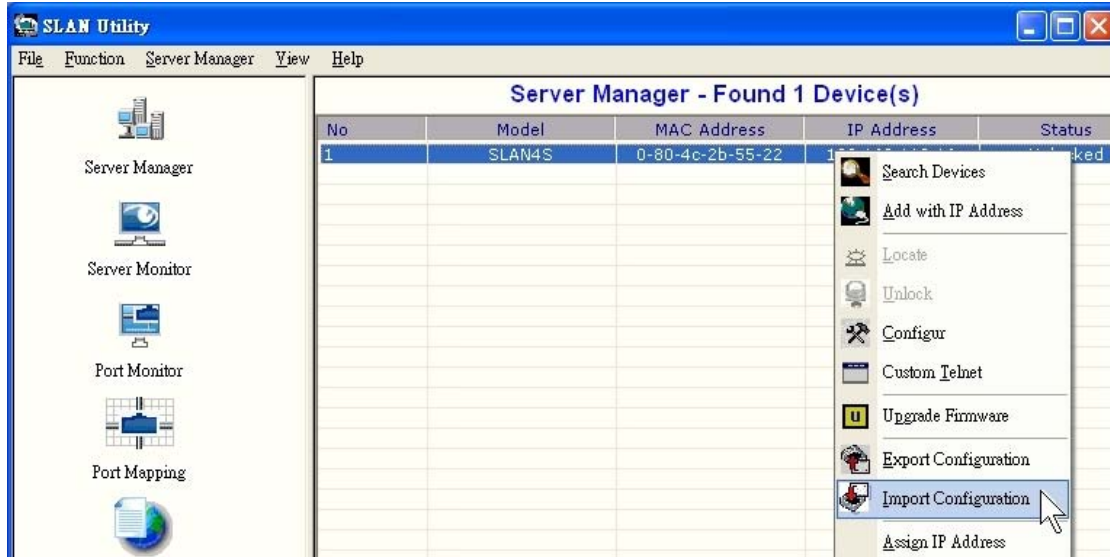 SLAN Utility
File Function Server Manager View Help
Server Manager
Server Monitor
Port Monitor
Port Mapping
Server Manager - Found 1 Device(s)
No Model MAC Address IP Address Status
1 SLAN4S 0-80-4c-2b-55-22
Search Devices
Add with IP Address
Locate
Unlock
Configur
Custom Telnet
U Upgrade Firmware
Export Configuration
Import Configuration
Assign IP Address